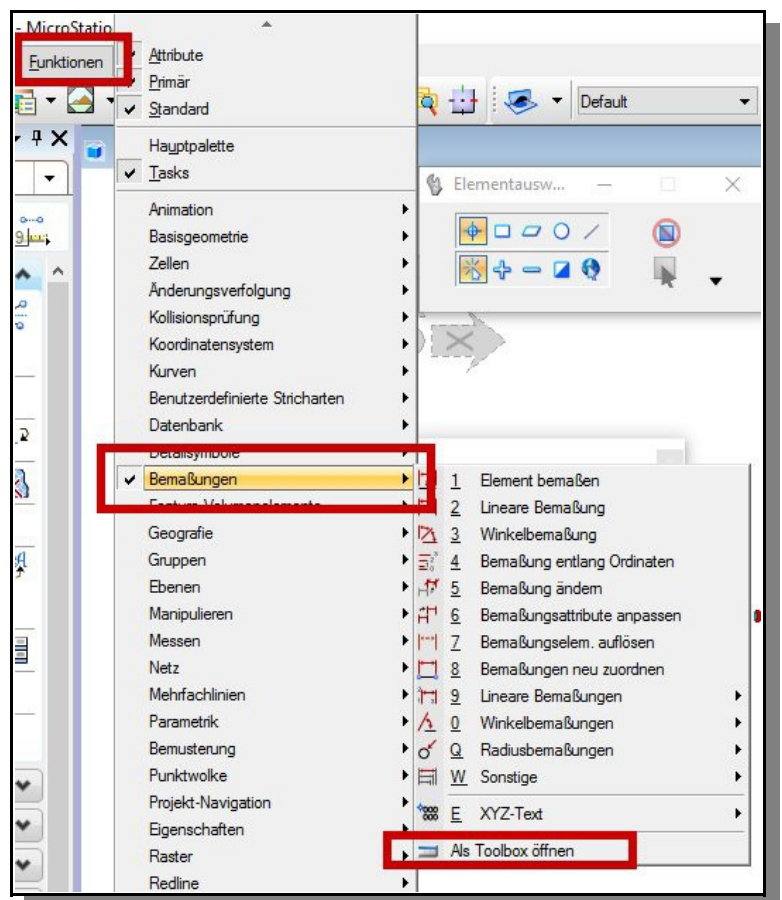 - MicroStatio
Funktionen
Attribute
Primär
Standard
Default
Hauptpalette
Tasks
Elementausw...
Animation
Basisgeometrie
Zellen
Änderungsverfolgung
Kollisionsprüfung
Koordinatensystem
Kurven
Benutzerdefinierte Stricharten
Datenbank
Detailsymbole
Bemaßungen
Feature-Volumenelemente
Geografie
Gruppen
Ebenen
Manipulieren
Messen
Netz
Mehrfachlinien
Parametrik
Bemusterung
Punktwolke
Projekt-Navigation
Eigenschaften
Raster
Redline
1 Element bemaßen
2 Lineare Bemaßung
3 Winkelbemaßung
4 Bemaßung entlang Ordinaten
5 Bemaßung ändern
6 Bemaßungsattribute anpassen
7 Bemaßungselem. auflösen
8 Bemaßungen neu zuordnen
9 Lineare Bemaßungen
0 Winkelbemaßungen
Q Radiusbemaßungen
W Sonstige
E XYZ-Text
Als Toolbox öffnen